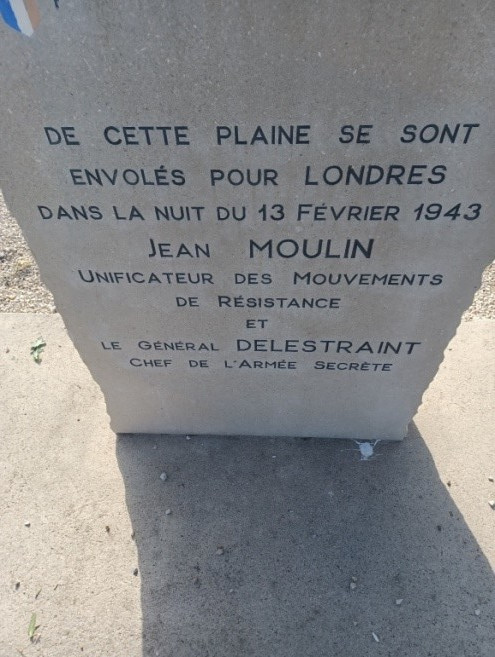 DE CETTE PLAINE SE SONT
ENVOLÉS POUR LONDRES
DANS LA NUIT DU 13 FÉVRIER 1943
JEAN MOULIN
UNIFICATEUR DES MOUVEMENTS
DE RÉSISTANCE
ET
LE GÉNÉRAL DELESTRAINT
CHEF DE L'ARMÉE SECRÈTE